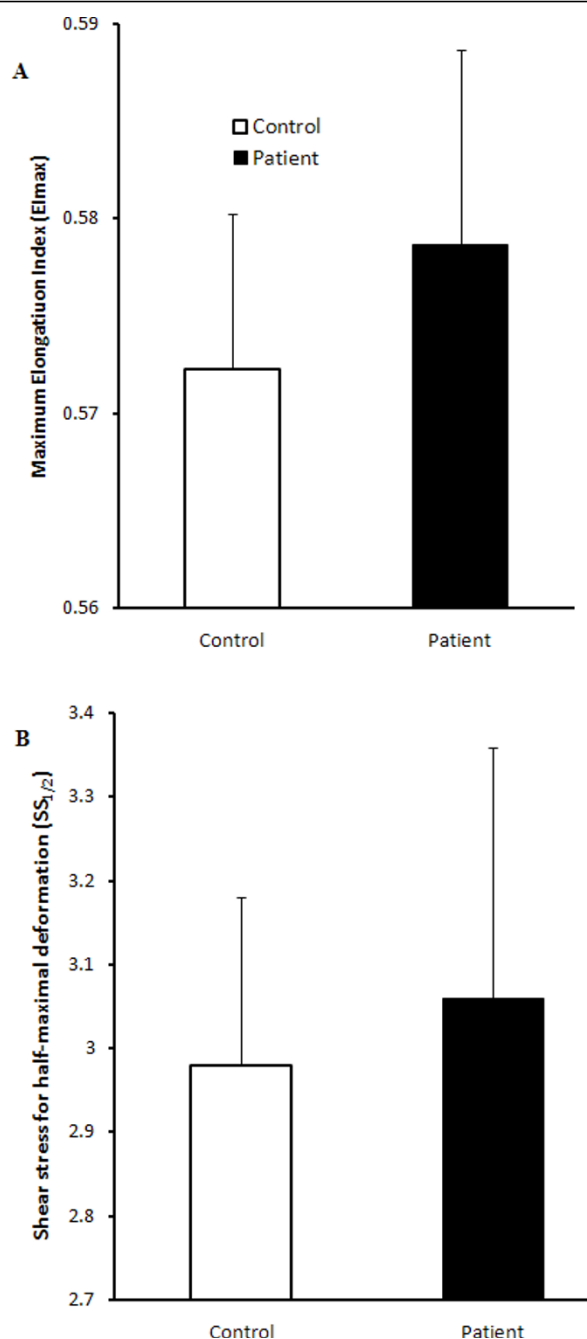 A
Maximum Elongatiuon Index (EImax)
0.59
0.58
0.57
0.56
Control
Patient
Control
Patient
B
Shear stress for half-maximal deformation (SS1/2)
3.4
3.3
3.2
3.1
3
2.9
2.8
2.7
Control
Patient